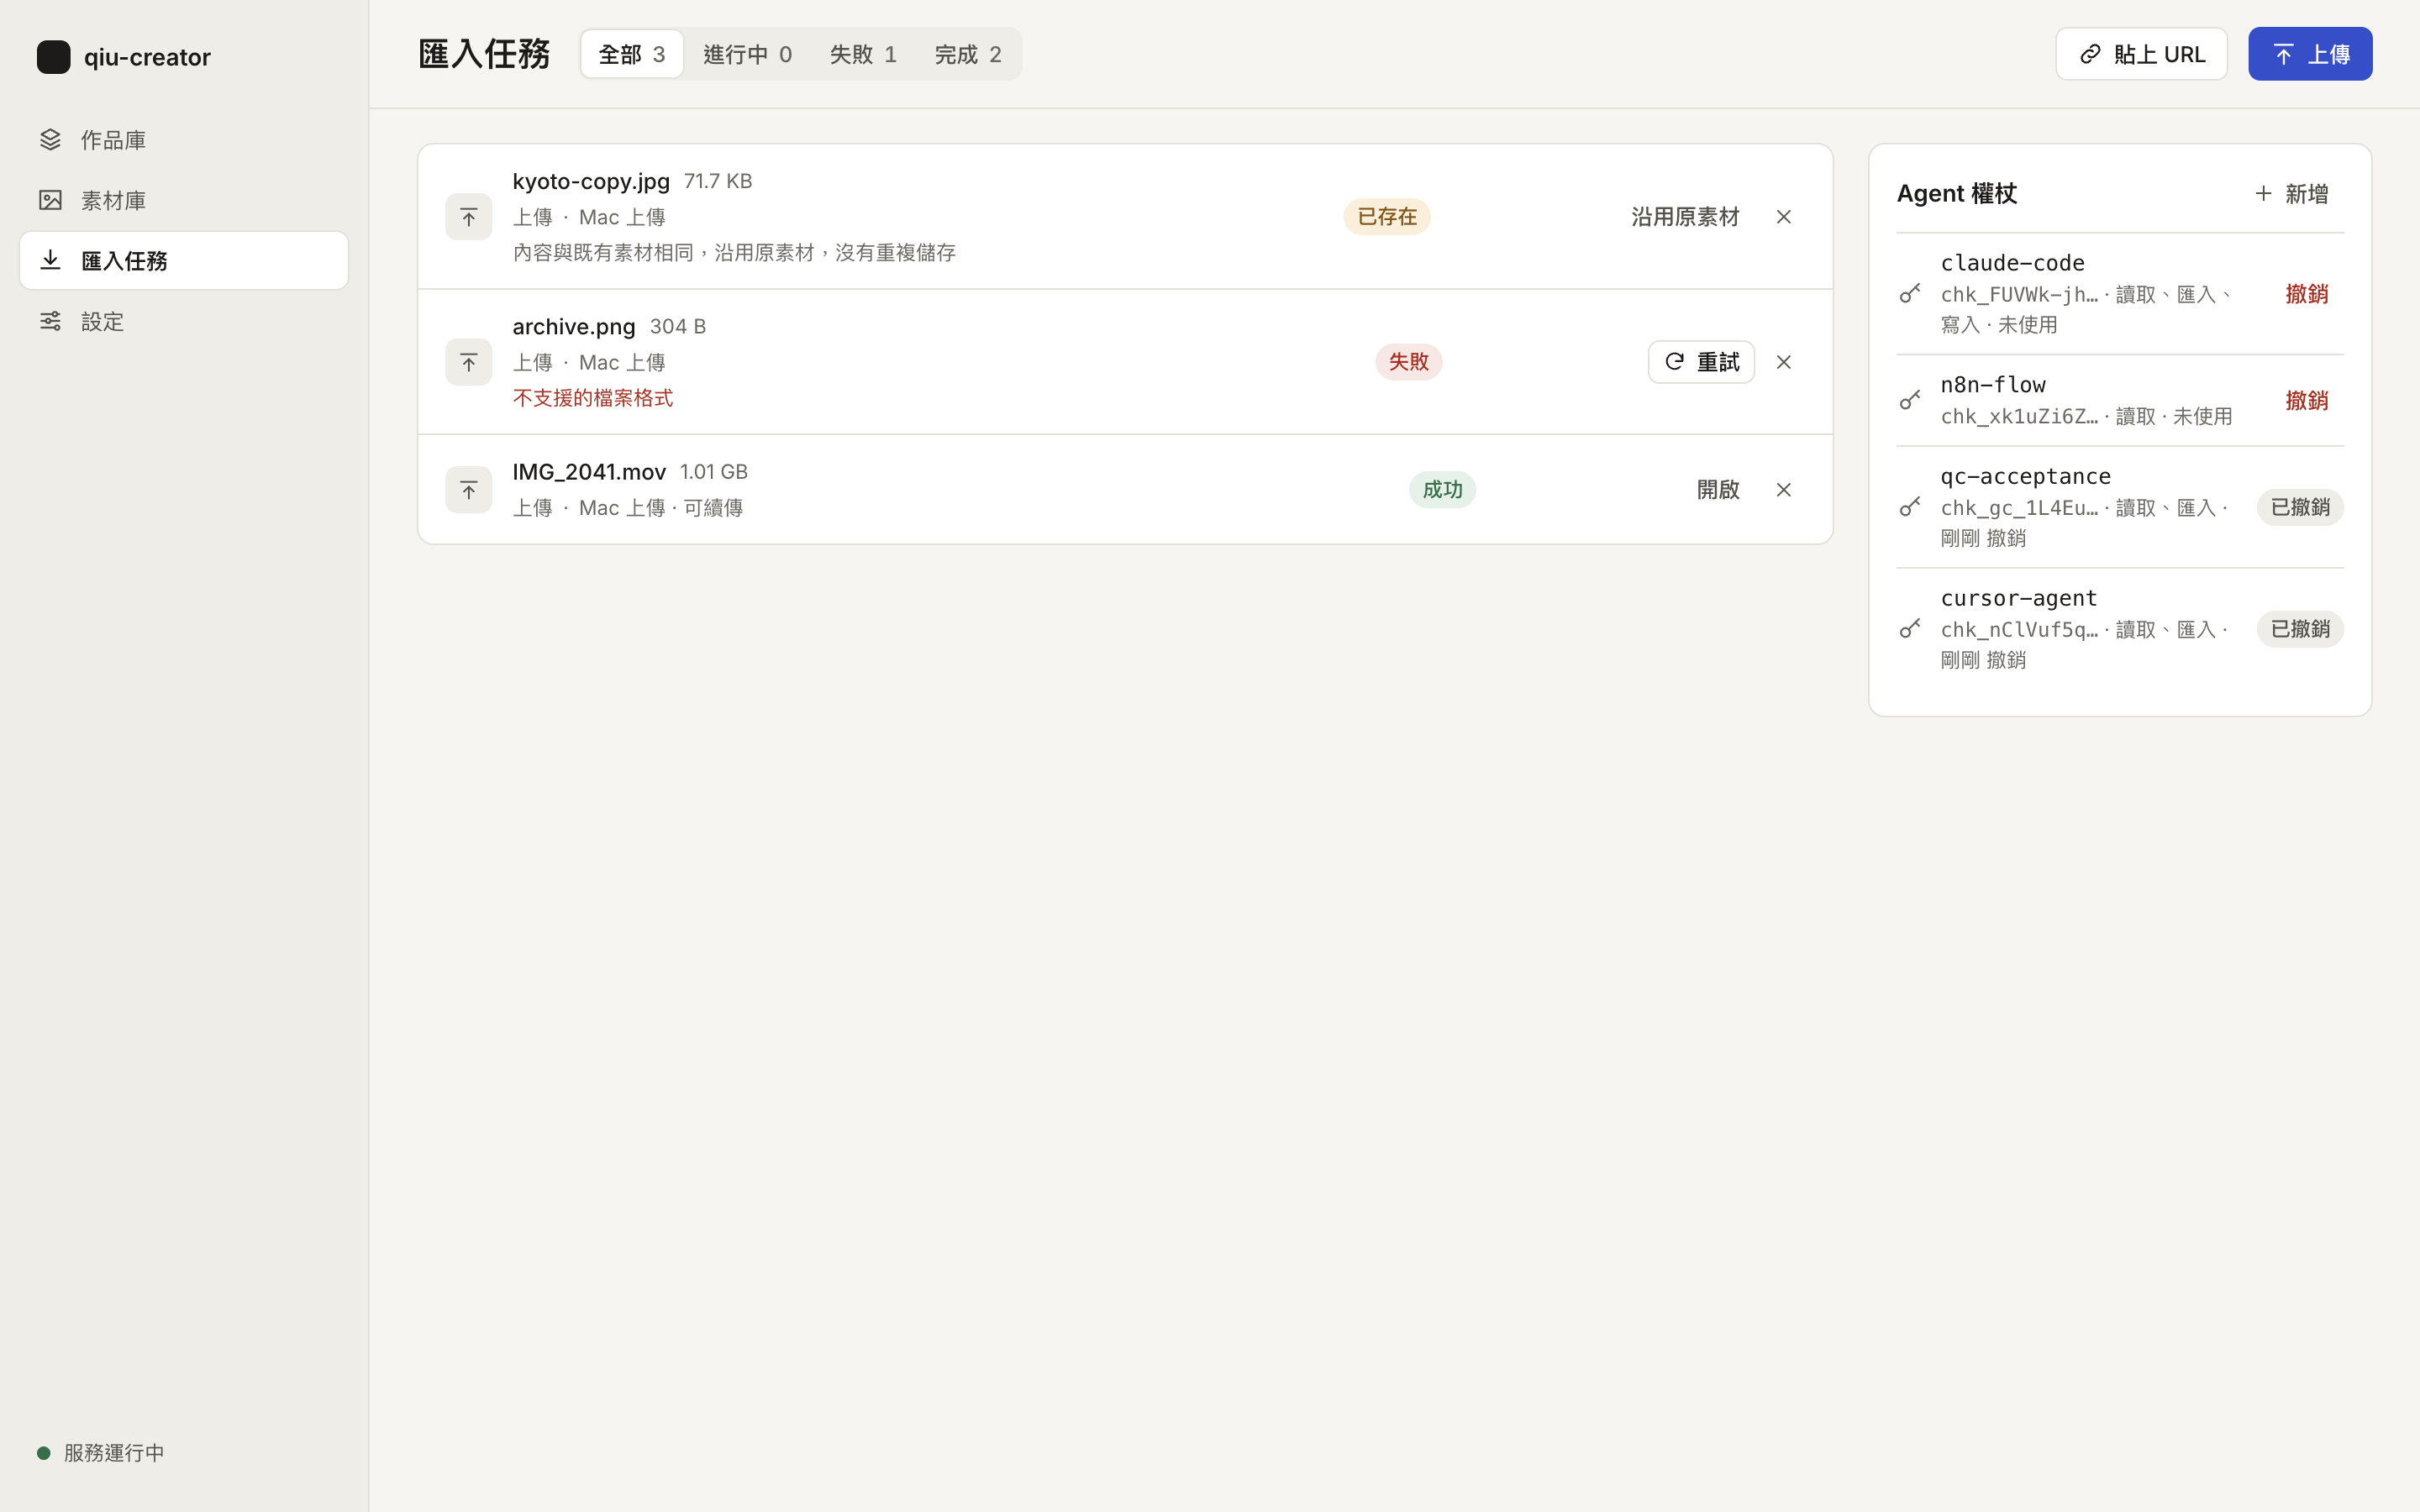 qiu-creator
作品庫
素材庫
匯入任務
設定
服務運行中
匯入任務
全部 3 進行中 0 失敗 1 完成 2
貼上 URL
上傳
kyoto-copy.jpg 71.7 KB
上傳 · Mac 上傳
內容與既有素材相同，沿用原素材，沒有重複儲存
已存在
沿用原素材
archive.png 304 B
上傳 · Mac 上傳
不支援的檔案格式
失敗
重試
IMG_2041.mov 1.01 GB
上傳 · Mac 上傳 · 可續傳
成功
開啟
Agent 權杖
新增
claude-code
chk_FUVWk-jh… · 讀取、匯入、
寫入 · 未使用
撤銷
n8n-flow
chk_xk1uZi6Z… · 讀取 · 未使用
撤銷
qc-acceptance
chk_gc_1L4Eu… · 讀取、匯入 ·
剛剛 撤銷
已撤銷
cursor-agent
chk_nClVuf5q… · 讀取、匯入 ·
剛剛 撤銷
已撤銷